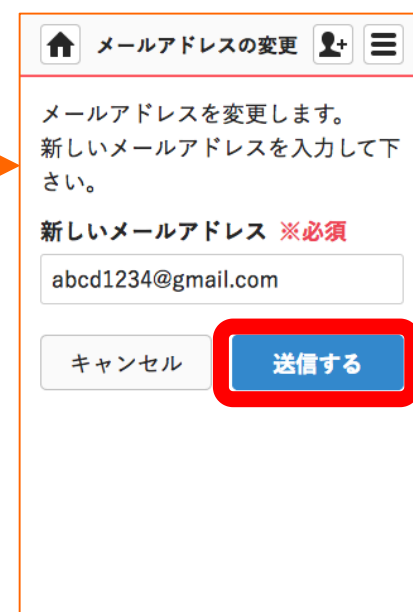 メールアドレスの変更
メールアドレスを変更します。
新しいメールアドレスを入力して下
さい。
新しいメールアドレス ※必須
abcd1234@gmail.com
キャンセル 送信する